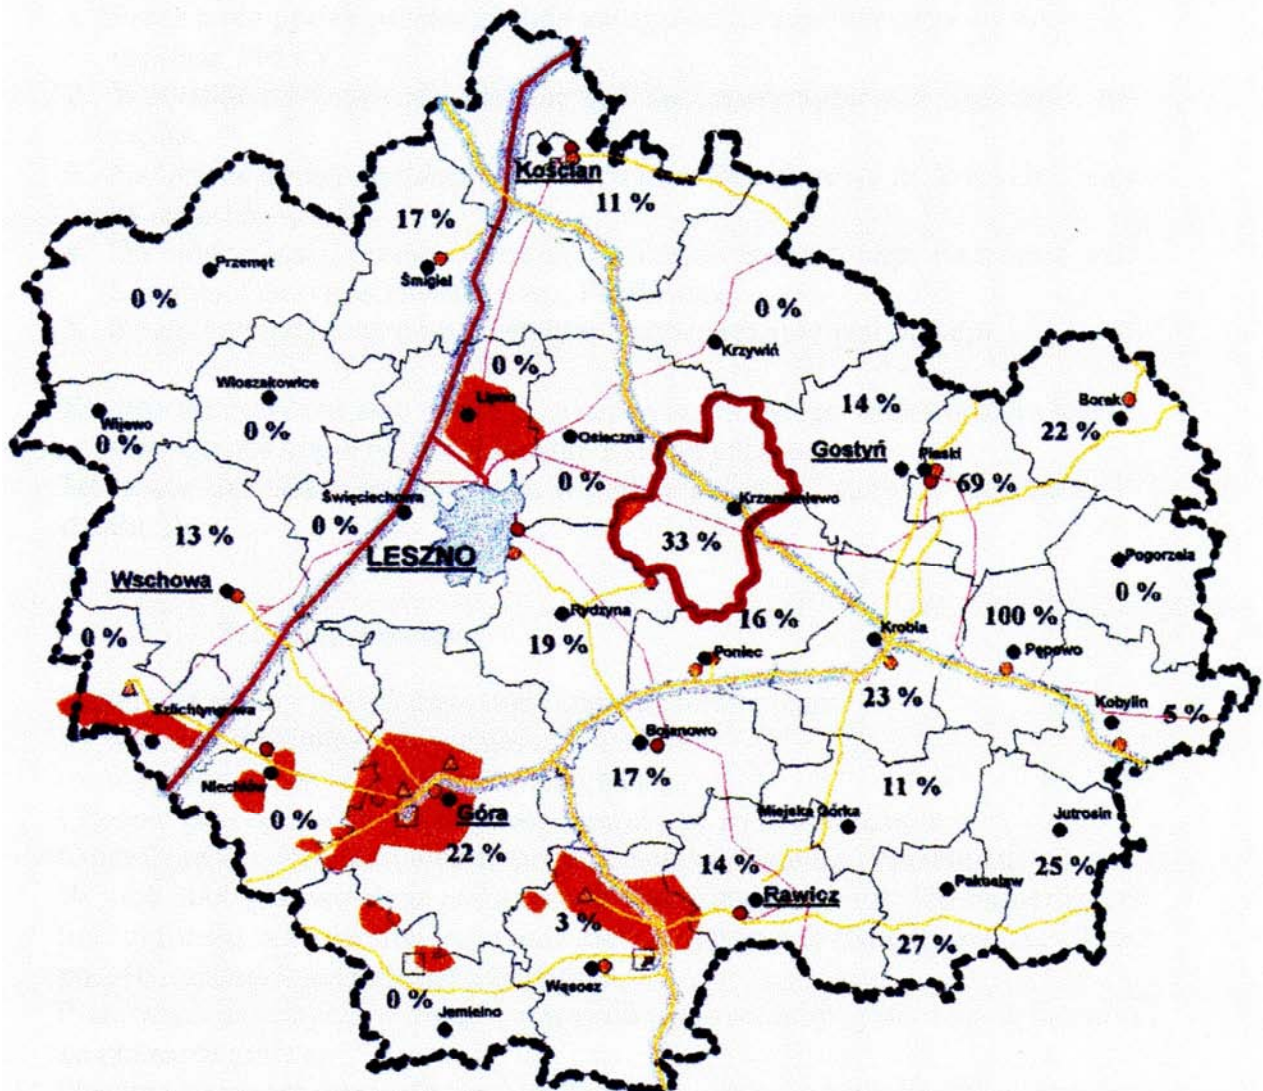 Kościan
17 %
11 %
Przemęt
Śmigiel
0 %
0 %
Krzywiń
0 %
Włoszakowice
Lipno
14 %
Borek
Wijewo
0 %
0 %
22 %
Osieczna
Gostyń
Piaski
69 %
0 %
Święciechowa
0 %
Krzemieniewo
13 %
33 %
LESZNO
Pogorzela
Wschowa
0 %
Rydzyna
16 %
100 %
0 %
19 %
Krobia
Poniec
Pępowo
23 %
Kobylin
5 %
Szlichtyngowa
Bojanowo
Niechlów
17 %
11 %
0 %
Góra
Miejska Górka
Jutrosin
22 %
14 %
25 %
Rawicz
Pakosław
3 %
27 %
Wąsosz
0 %
Jemielno